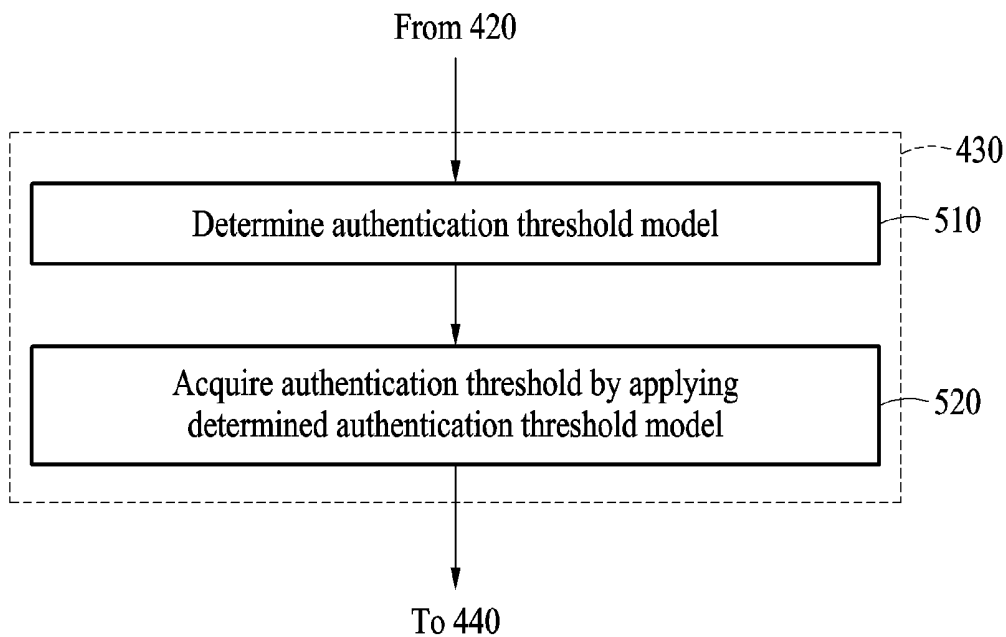 From 420
430
Determine authentication threshold model
510
Acquire authentication threshold by applying
determined authentication threshold model
520
To 440